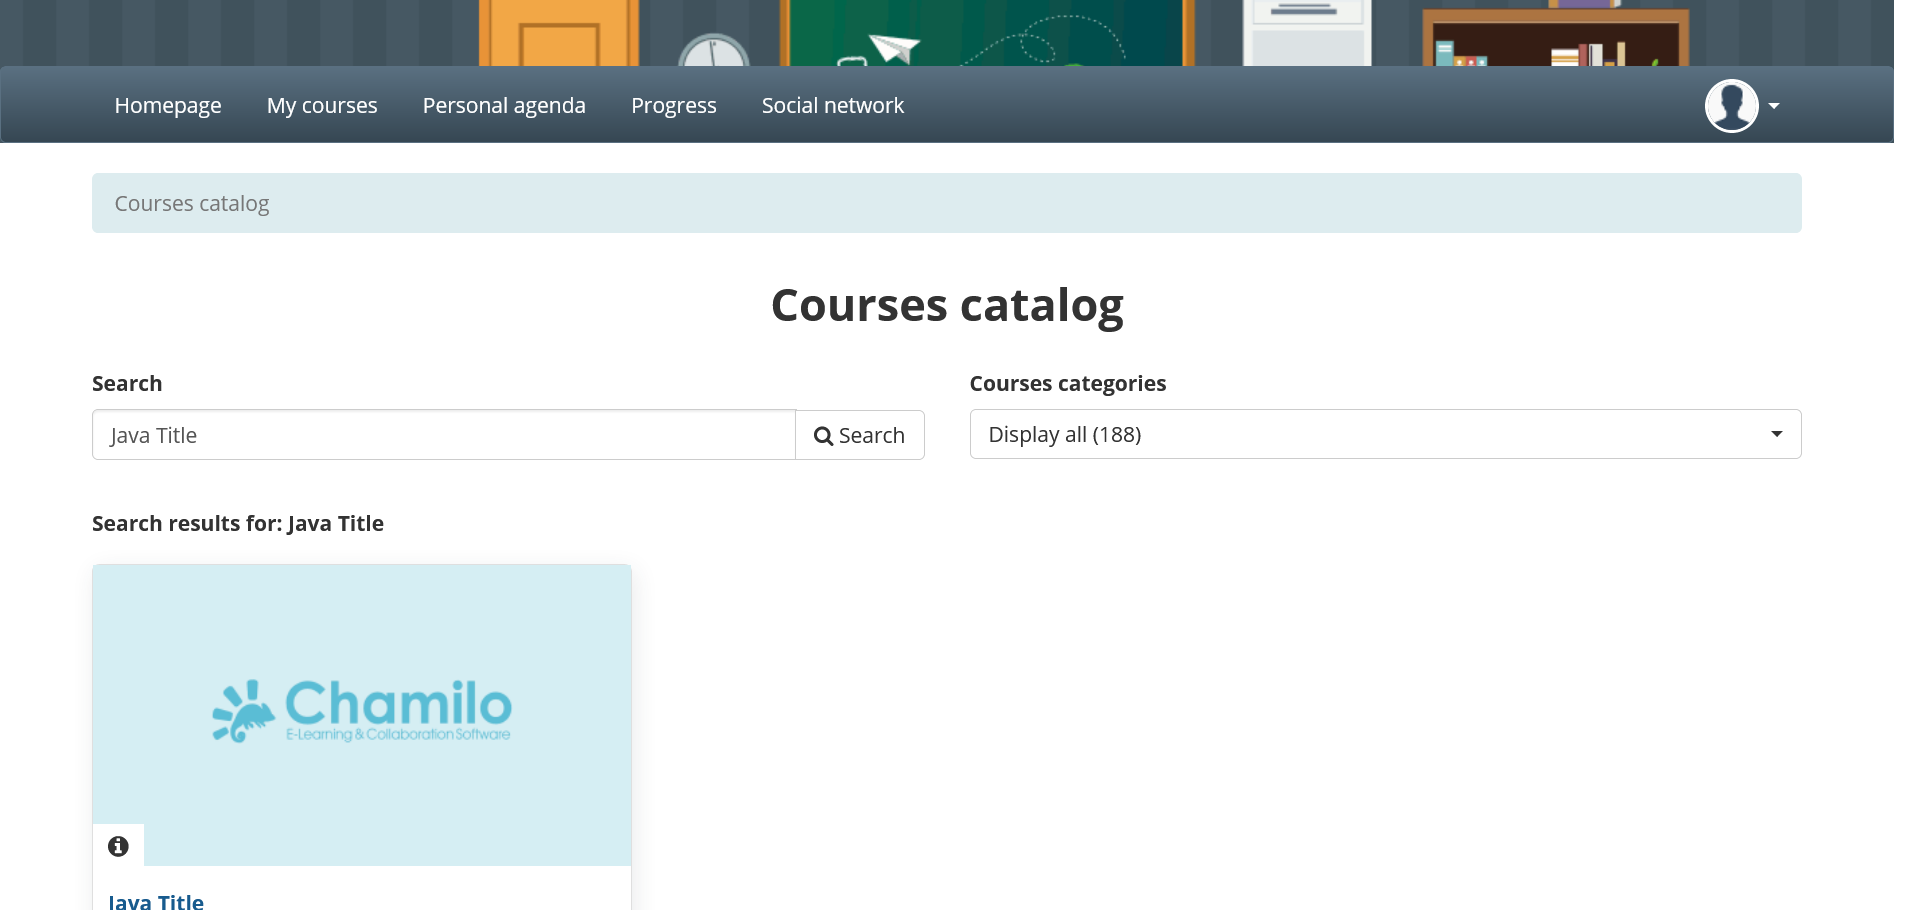 Homepage My courses Personal agenda Progress Social network
Courses catalog
Courses catalog
Search
Courses categories
Java Title
Search
Display all (188)
Search results for: Java Title
Chamilo
E-Learning & Collaboration Software
Java Title